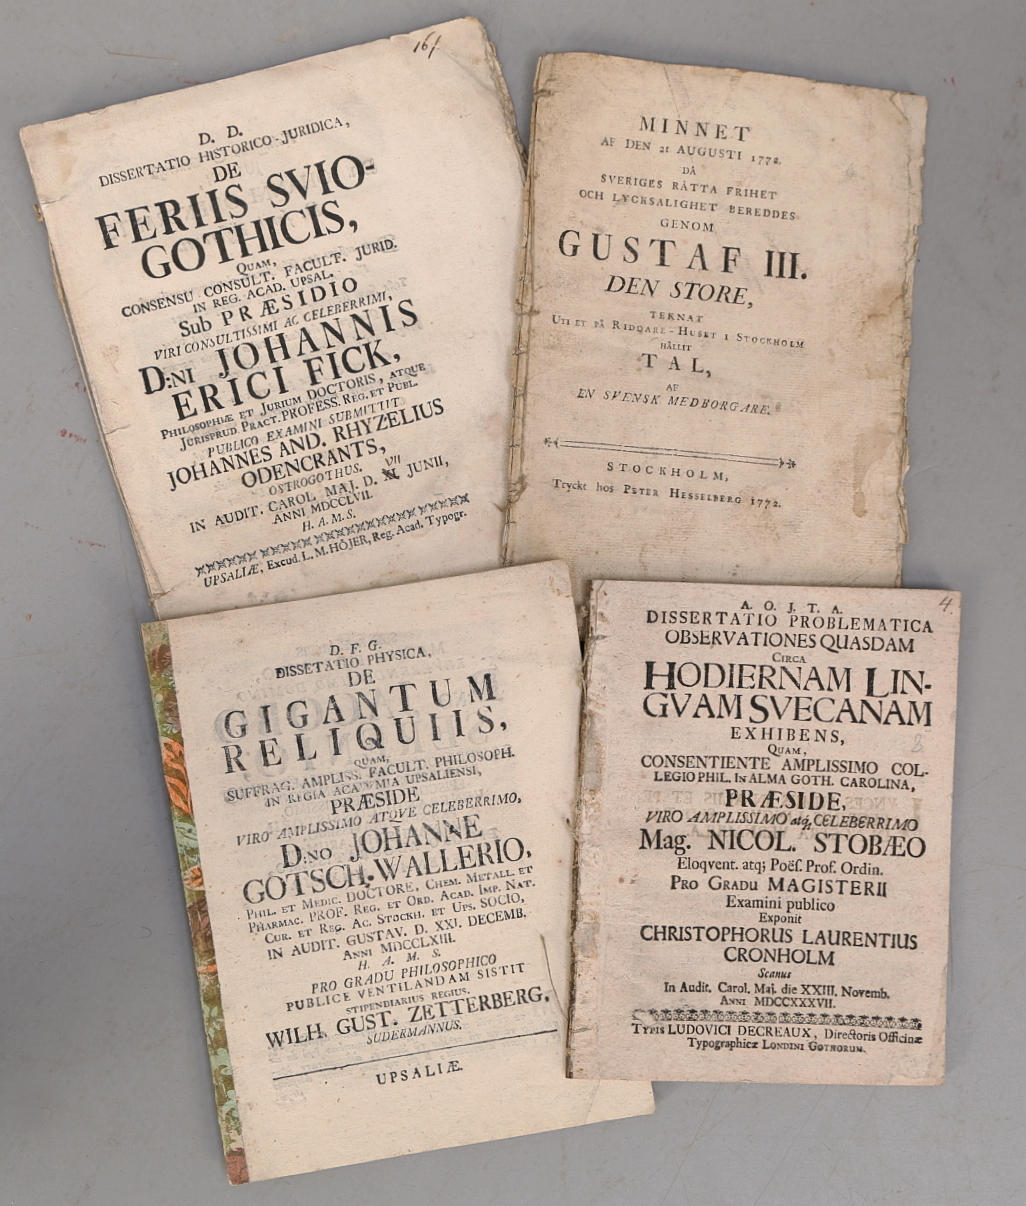 161
D. D.
DISSERTATIO HISTORICO-JURIDICA,
DE
FERIIS SVIO-
GOTHICIS,
QUAM,
CONSENSU CONSULT. FACULT. JURID.
IN REG. ACAD. UPSAL.
Sub PRÆSIDIO
VIRI CONSULTISSIMI AC CELEBERRIMI,
D:NI JOHANNIS
ERICI FICK,
PHILOSOPHIÆ ET JURIUM DOCTORIS, ATQUE
JURISPRUD. PRACT. PROFESS. REG. ET PUBL.
PUBLICO EXAMINI SUBMITTIT
JOHANNES AND. RHYZELIUS
ODENCRANTS,
OSTROGOTHUS.
VII
IN AUDIT. CAROL. MAJ. D. JUNII,
ANNI MDCCLVII.
H. A. M. S.
UPSALIÆ, Excud. L. M. HÖJER, Reg. Acad. Typogr.
MINNET
AF DEN 21 AUGUSTI 1772.
DÅ
SVERIGES RÄTTA FRIHET
OCH LYCKSALIGHET BEREDDES
GENOM
GUSTAF III.
DEN STORE,
TEKNAT
UTI ET PÅ RIDDARE-HUSET I STOCKHOLM
HÅLLIT
TAL,
AF
EN SVENSK MEDBORGARE.
STOCKHOLM,
Tryckt hos PETER HESSELBERG 1772.
D. F. G.
DISSETATIO PHYSICA,
DE
GIGANTUM
RELIQUIIS,
QUAM,
SUFFRAG. AMPLISS. FACULT. PHILOSOPH.
IN REGIA ACADEMIA UPSALIENSI,
PRÆSIDE
VIRO AMPLISSIMO ATQVE CELEBERRIMO,
D:NO JOHANNE
GOTSCH. WALLERIO,
PHIL. ET MEDIC. DOCTORE, CHEM. METALL. ET
PHARMAC. PROF. REG. ET ORD. ACAD. IMP. NAT.
CUR. ET REG. AC. STOCKH. ET UPS. SOCIO,
IN AUDIT. GUSTAV. D. XXI. DECEMB.
ANNI MDCCLXIII.
H. A. M. S.
PRO GRADU PHILOSOPHICO
PUBLICE VENTILANDAM SISTIT
STIPENDIARIUS REGIUS,
WILH. GUST. ZETTERBERG,
SUDERMANNUS.
UPSALIÆ.
4.
A. O. J. T. A.
DISSERTATIO PROBLEMATICA
OBSERVATIONES QUASDAM
CIRCA
HODIERNAM LIN-
GVAM SVECANAM
EXHIBENS,
QUAM,
CONSENTIENTE AMPLISSIMO COL-
LEGIO PHIL. IN ALMA GOTH. CAROLINA,
PRÆSIDE,
VIRO AMPLISSIMO atq; CELEBERRIMO
Mag. NICOL. STOBÆO
Eloqvent. atq; Poës. Prof. Ordin.
PRO GRADU MAGISTERII
Examini publico
Exponit
CHRISTOPHORUS LAURENTIUS
CRONHOLM
Scanus
In Audit. Carol. Maj. die XXIII. Novemb.
ANNI MDCCXXXVII.
TYPIS LUDOVICI DECREAUX, Directoris Officinæ
Typographicæ LONDINI GOTHORUM.